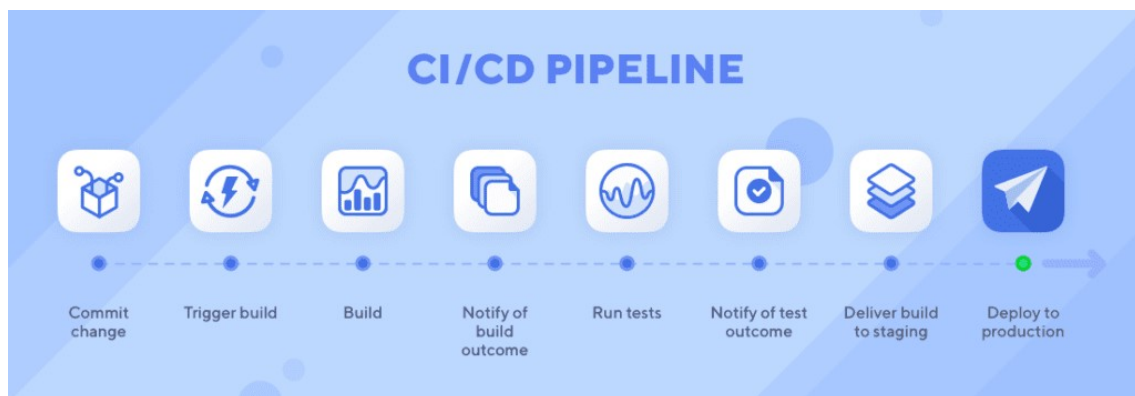 CI/CD PIPELINE
Commit
change
Trigger build
Build
Notify of
build
outcome
Run tests
Notify of test
outcome
Deliver build
to staging
Deploy to
production